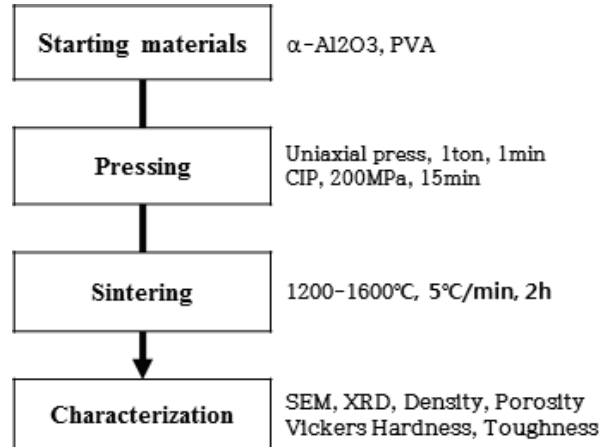 Starting materials
α-Al2O3, PVA
Pressing
Uniaxial press, 1ton, 1min
CIP, 200MPa, 15min
Sintering
1200-1600℃, 5℃/min, 2h
Characterization
SEM, XRD, Density, Porosity
Vickers Hardness, Toughness